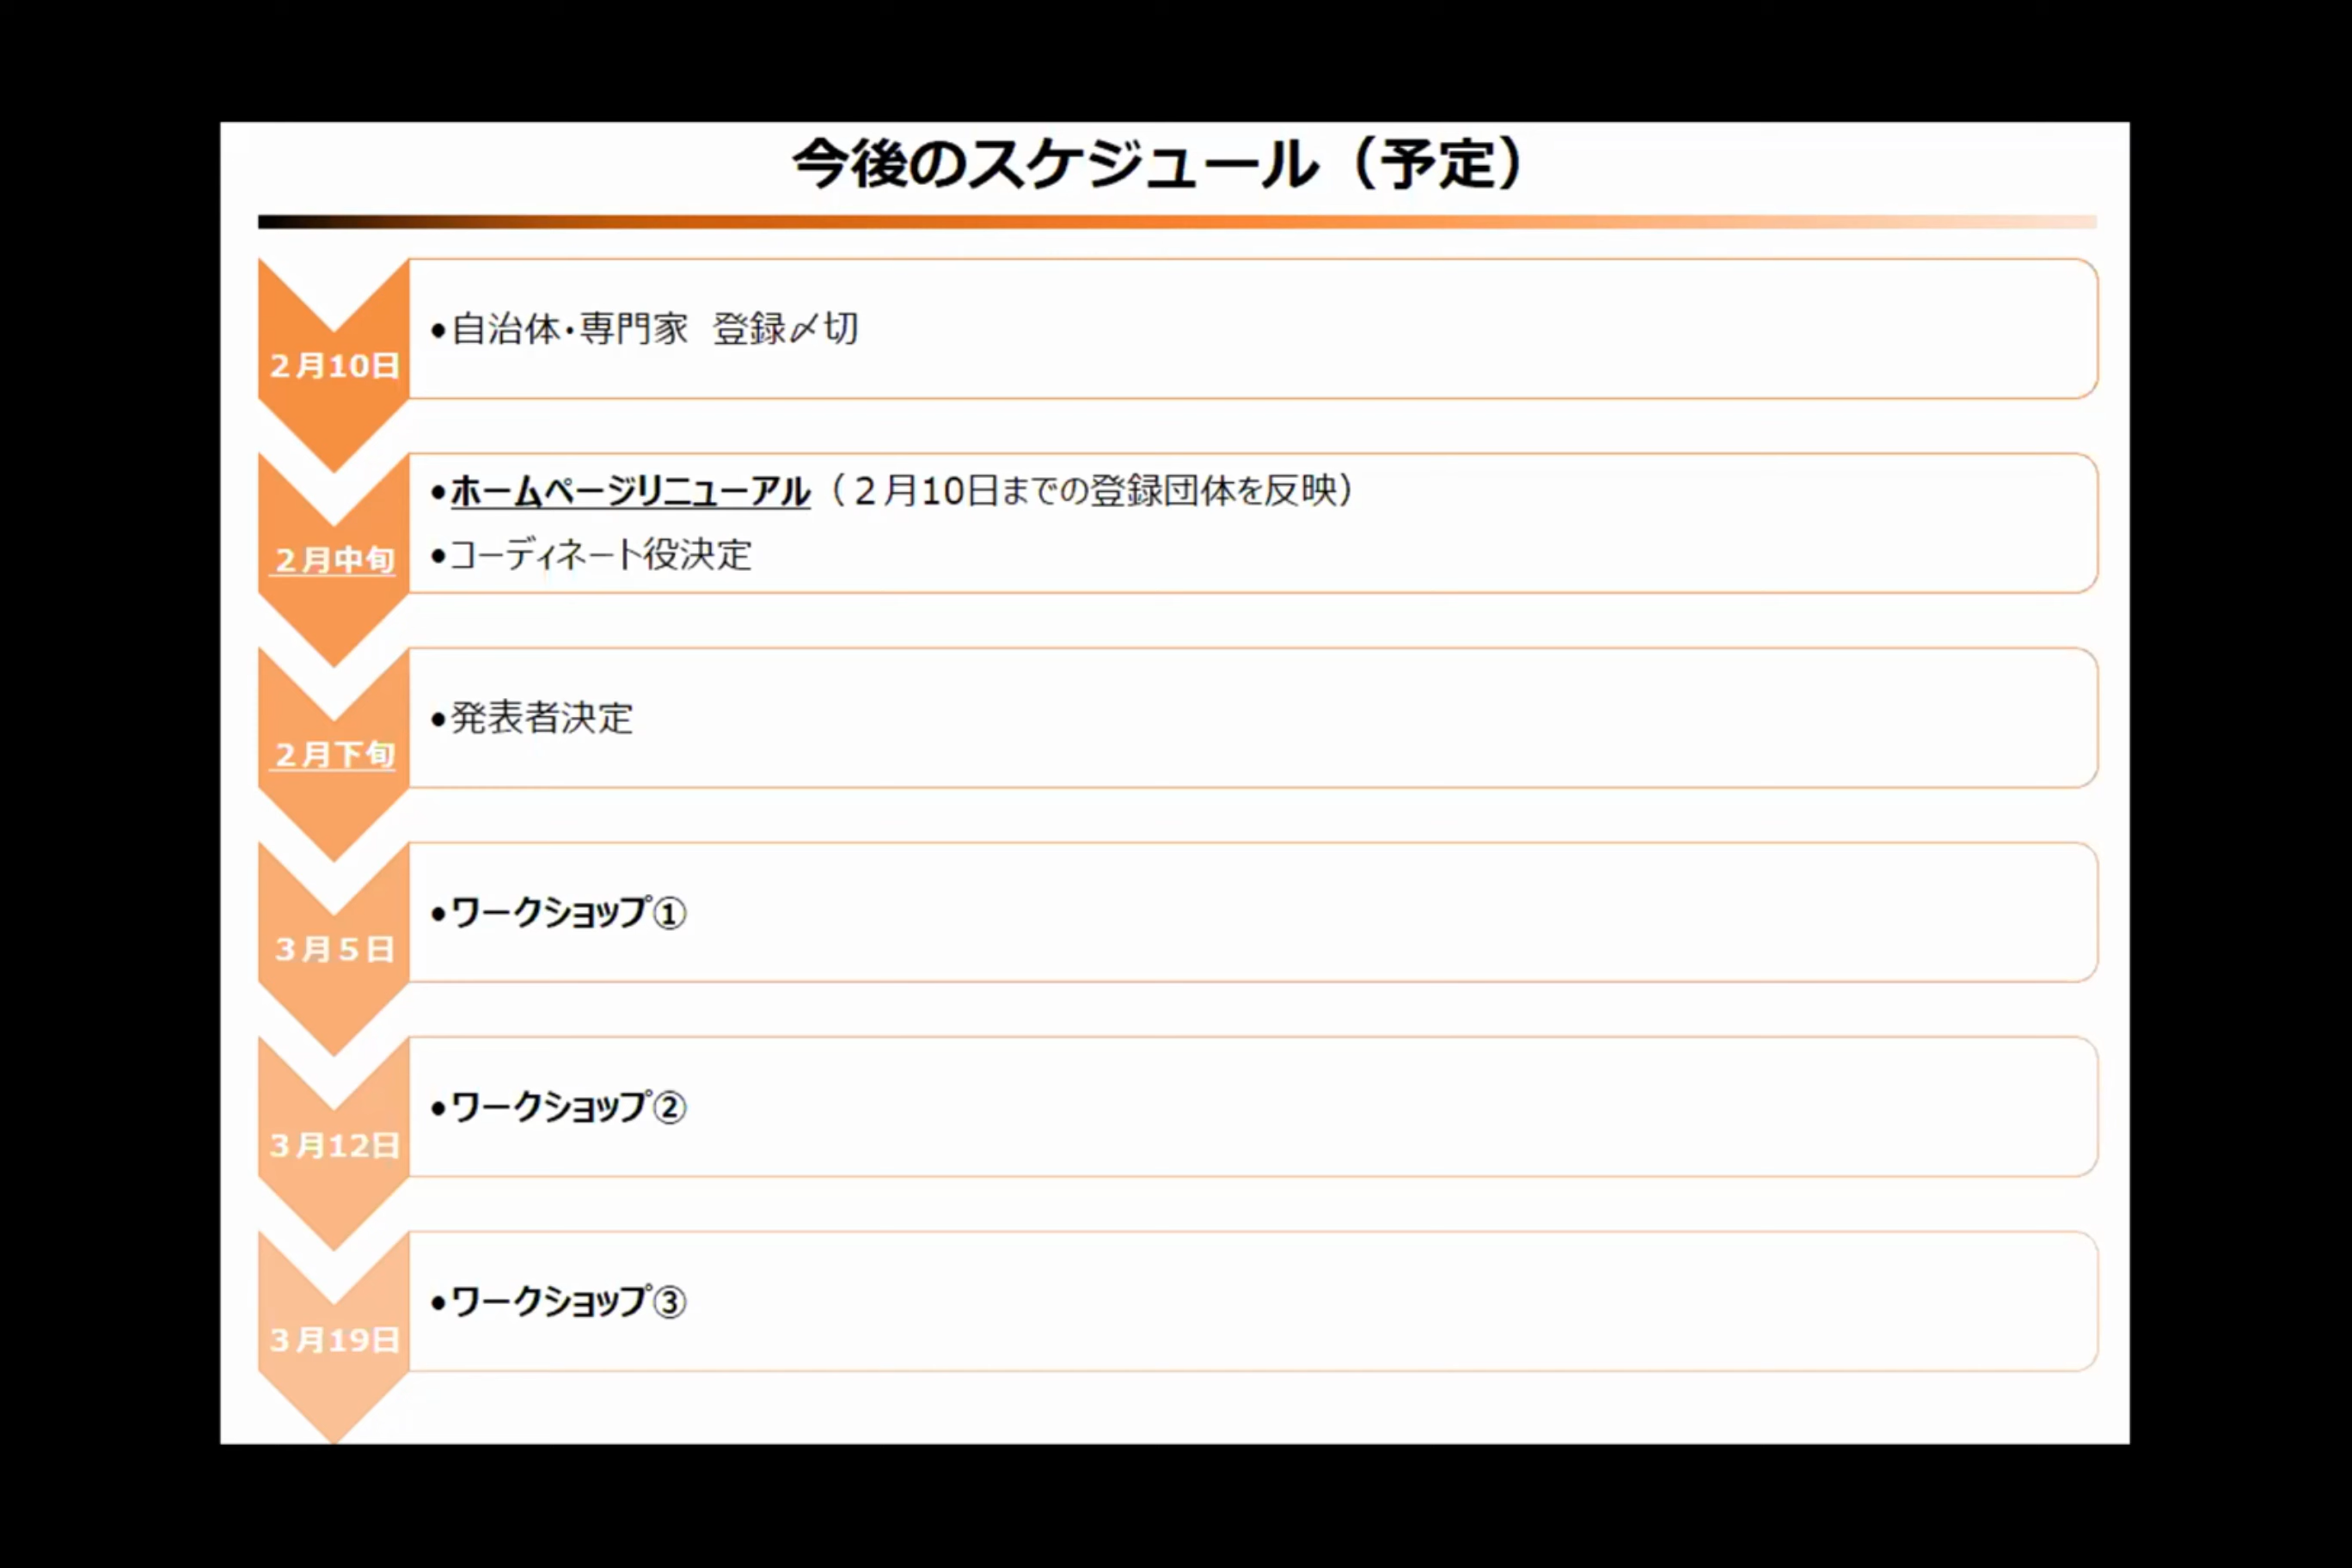 今後のスケジュール（予定）
２月10日
●自治体・専門家　登録〆切
２月中旬
●ホームページリニューアル（２月10日までの登録団体を反映）
●コーディネート役決定
２月下旬
●発表者決定
３月５日
●ワークショップ①
３月12日
●ワークショップ②
３月19日
●ワークショップ③